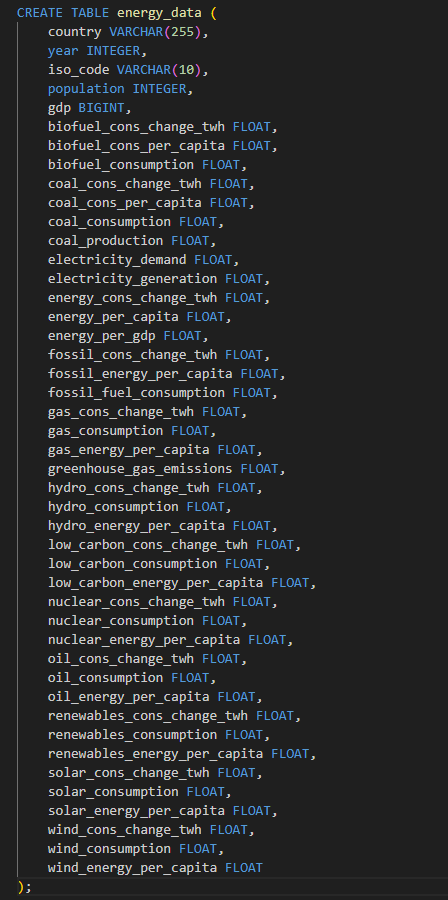 CREATE TABLE energy_data (
    country VARCHAR(255),
    year INTEGER,
    iso_code VARCHAR(10),
    population INTEGER,
    gdp BIGINT,
    biofuel_cons_change_twh FLOAT,
    biofuel_cons_per_capita FLOAT,
    biofuel_consumption FLOAT,
    coal_cons_change_twh FLOAT,
    coal_cons_per_capita FLOAT,
    coal_consumption FLOAT,
    coal_production FLOAT,
    electricity_demand FLOAT,
    electricity_generation FLOAT,
    energy_cons_change_twh FLOAT,
    energy_per_capita FLOAT,
    energy_per_gdp FLOAT,
    fossil_cons_change_twh FLOAT,
    fossil_energy_per_capita FLOAT,
    fossil_fuel_consumption FLOAT,
    gas_cons_change_twh FLOAT,
    gas_consumption FLOAT,
    gas_energy_per_capita FLOAT,
    greenhouse_gas_emissions FLOAT,
    hydro_cons_change_twh FLOAT,
    hydro_consumption FLOAT,
    hydro_energy_per_capita FLOAT,
    low_carbon_cons_change_twh FLOAT,
    low_carbon_consumption FLOAT,
    low_carbon_energy_per_capita FLOAT,
    nuclear_cons_change_twh FLOAT,
    nuclear_consumption FLOAT,
    nuclear_energy_per_capita FLOAT,
    oil_cons_change_twh FLOAT,
    oil_consumption FLOAT,
    oil_energy_per_capita FLOAT,
    renewables_cons_change_twh FLOAT,
    renewables_consumption FLOAT,
    renewables_energy_per_capita FLOAT,
    solar_cons_change_twh FLOAT,
    solar_consumption FLOAT,
    solar_energy_per_capita FLOAT,
    wind_cons_change_twh FLOAT,
    wind_consumption FLOAT,
    wind_energy_per_capita FLOAT
);